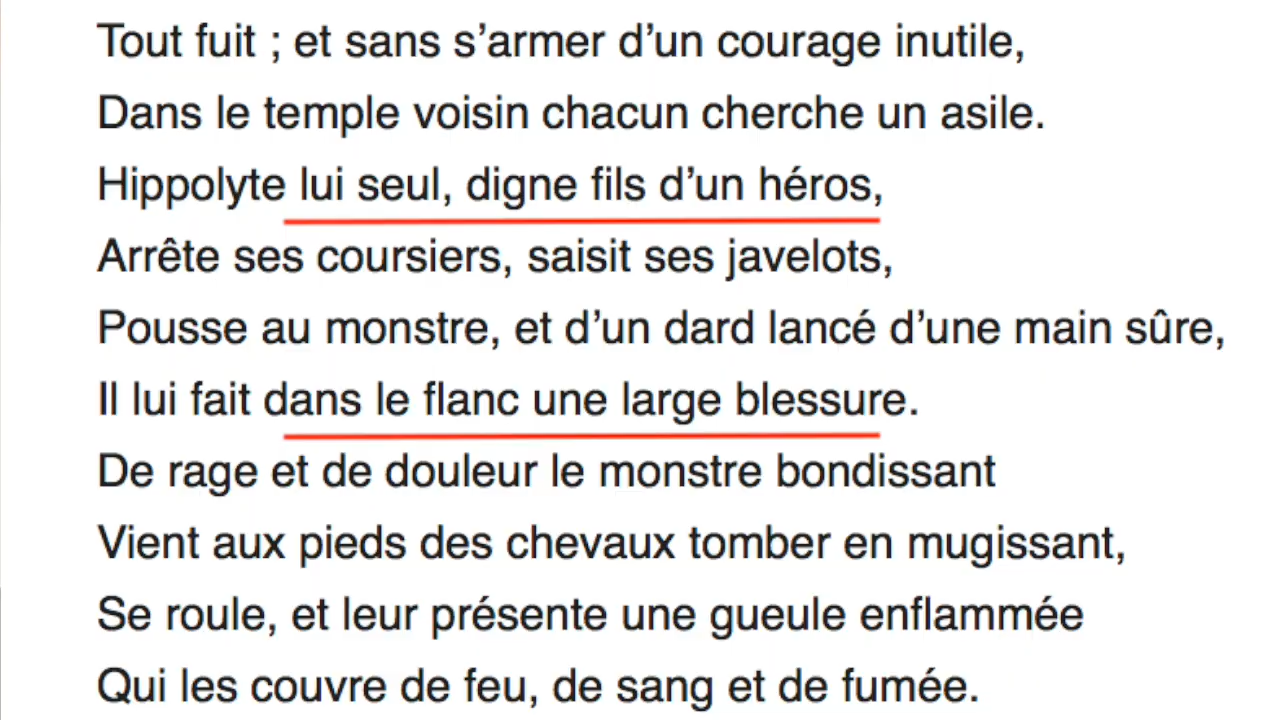 Tout fuit ; et sans s’armer d’un courage inutile,
Dans le temple voisin chacun cherche un asile.
Hippolyte lui seul, digne fils d’un héros,
Arrête ses coursiers, saisit ses javelots,
Pousse au monstre, et d’un dard lancé d’une main sûre,
Il lui fait dans le flanc une large blessure.
De rage et de douleur le monstre bondissant
Vient aux pieds des chevaux tomber en mugissant,
Se roule, et leur présente une gueule enflammée
Qui les couvre de feu, de sang et de fumée.